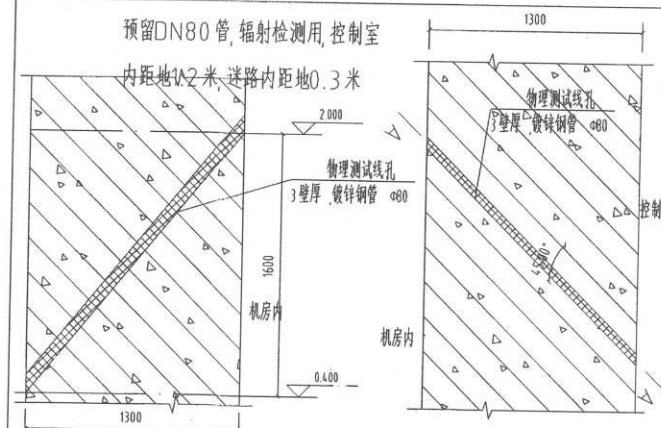 预留DN80管,辐射检测用,控制室
内距地1.2米,迷路内距地0.3米
2.000
物理测试线孔
3壁厚 镀锌钢管 φ80
1600
机房内
0.400
1300
1300
物理测试线孔
3壁厚 镀锌钢管 φ80
控制
机房内